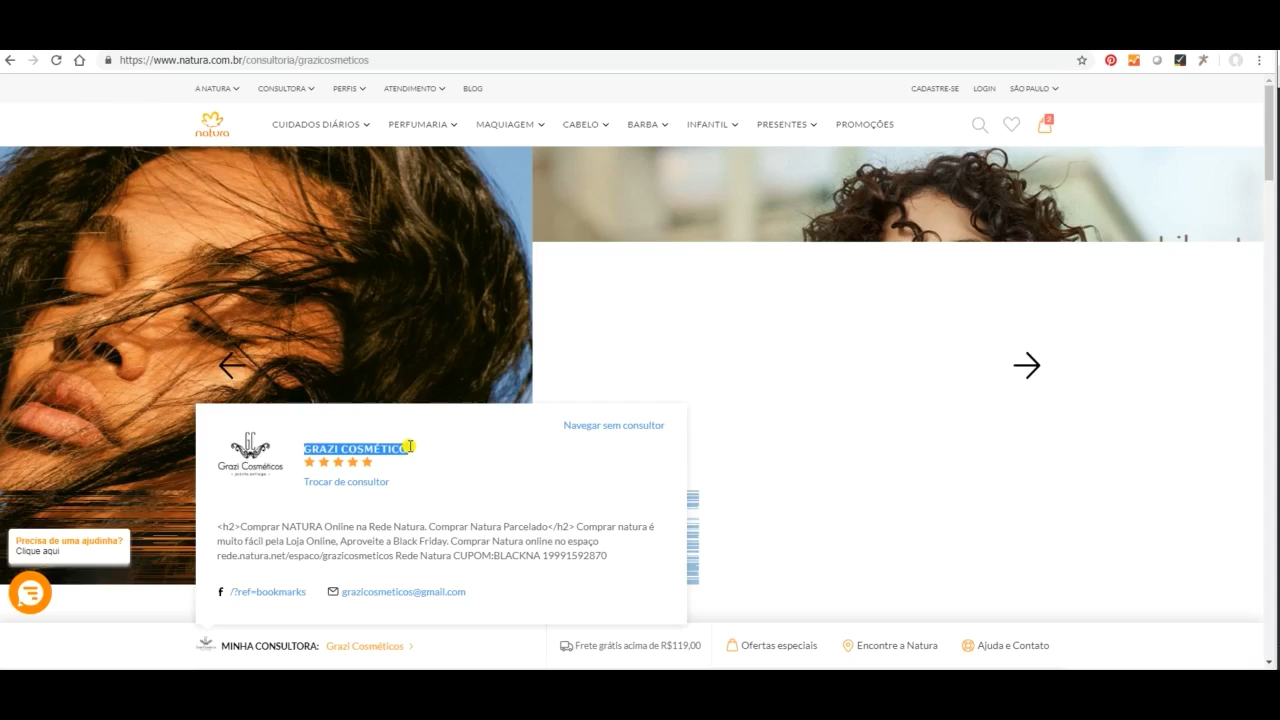 https://www.natura.com.br/consultoria/grazicosmeticos
A NATURA CONSULTORA PERFIS ATENDIMENTO BLOG CADASTRE-SE LOGIN SÃO PAULO
natura CUIDADOS DIÁRIOS PERFUMARIA MAQUIAGEM CABELO BARBA INFANTIL PRESENTES PROMOÇÕES 2
Navegar sem consultor
GC
Grazi Cosméticos
GRAZI COSMÉTICO
Trocar de consultor
<h2>Comprar NATURA Online na Rede Natura. Comprar Natura Parcelado</h2> Comprar natura é
muito fácil pela Loja Online, Aproveite a Black Friday. Comprar Natura online no espaço
rede.natura.net/espaco/grazicosmeticos Rede Natura CUPOM:BLACKNA 19991592870
Precisa de uma ajudinha?
Clique aqui
f /?ref=bookmarks grazicosmeticos@gmail.com
MINHA CONSULTORA: Grazi Cosméticos > Frete grátis acima de R$119,00 Ofertas especiais Encontre a Natura Ajuda e Contato